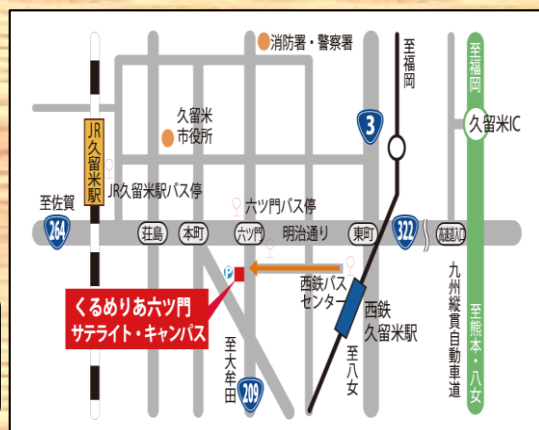 消防署・警察署
至福岡
至福岡
3
久留米
市役所
久留米IC
JR久留米駅
JR久留米駅バス停
至佐賀
六ツ門バス停
264
荘島
本町
六ツ門
明治通り
東町
322
高速入口
P
西鉄バス
センター
くるめりあ六ツ門
サテライト・キャンパス
西鉄
久留米駅
九州縦貫自動車道
至熊本・八女
至大牟田
至八女
209